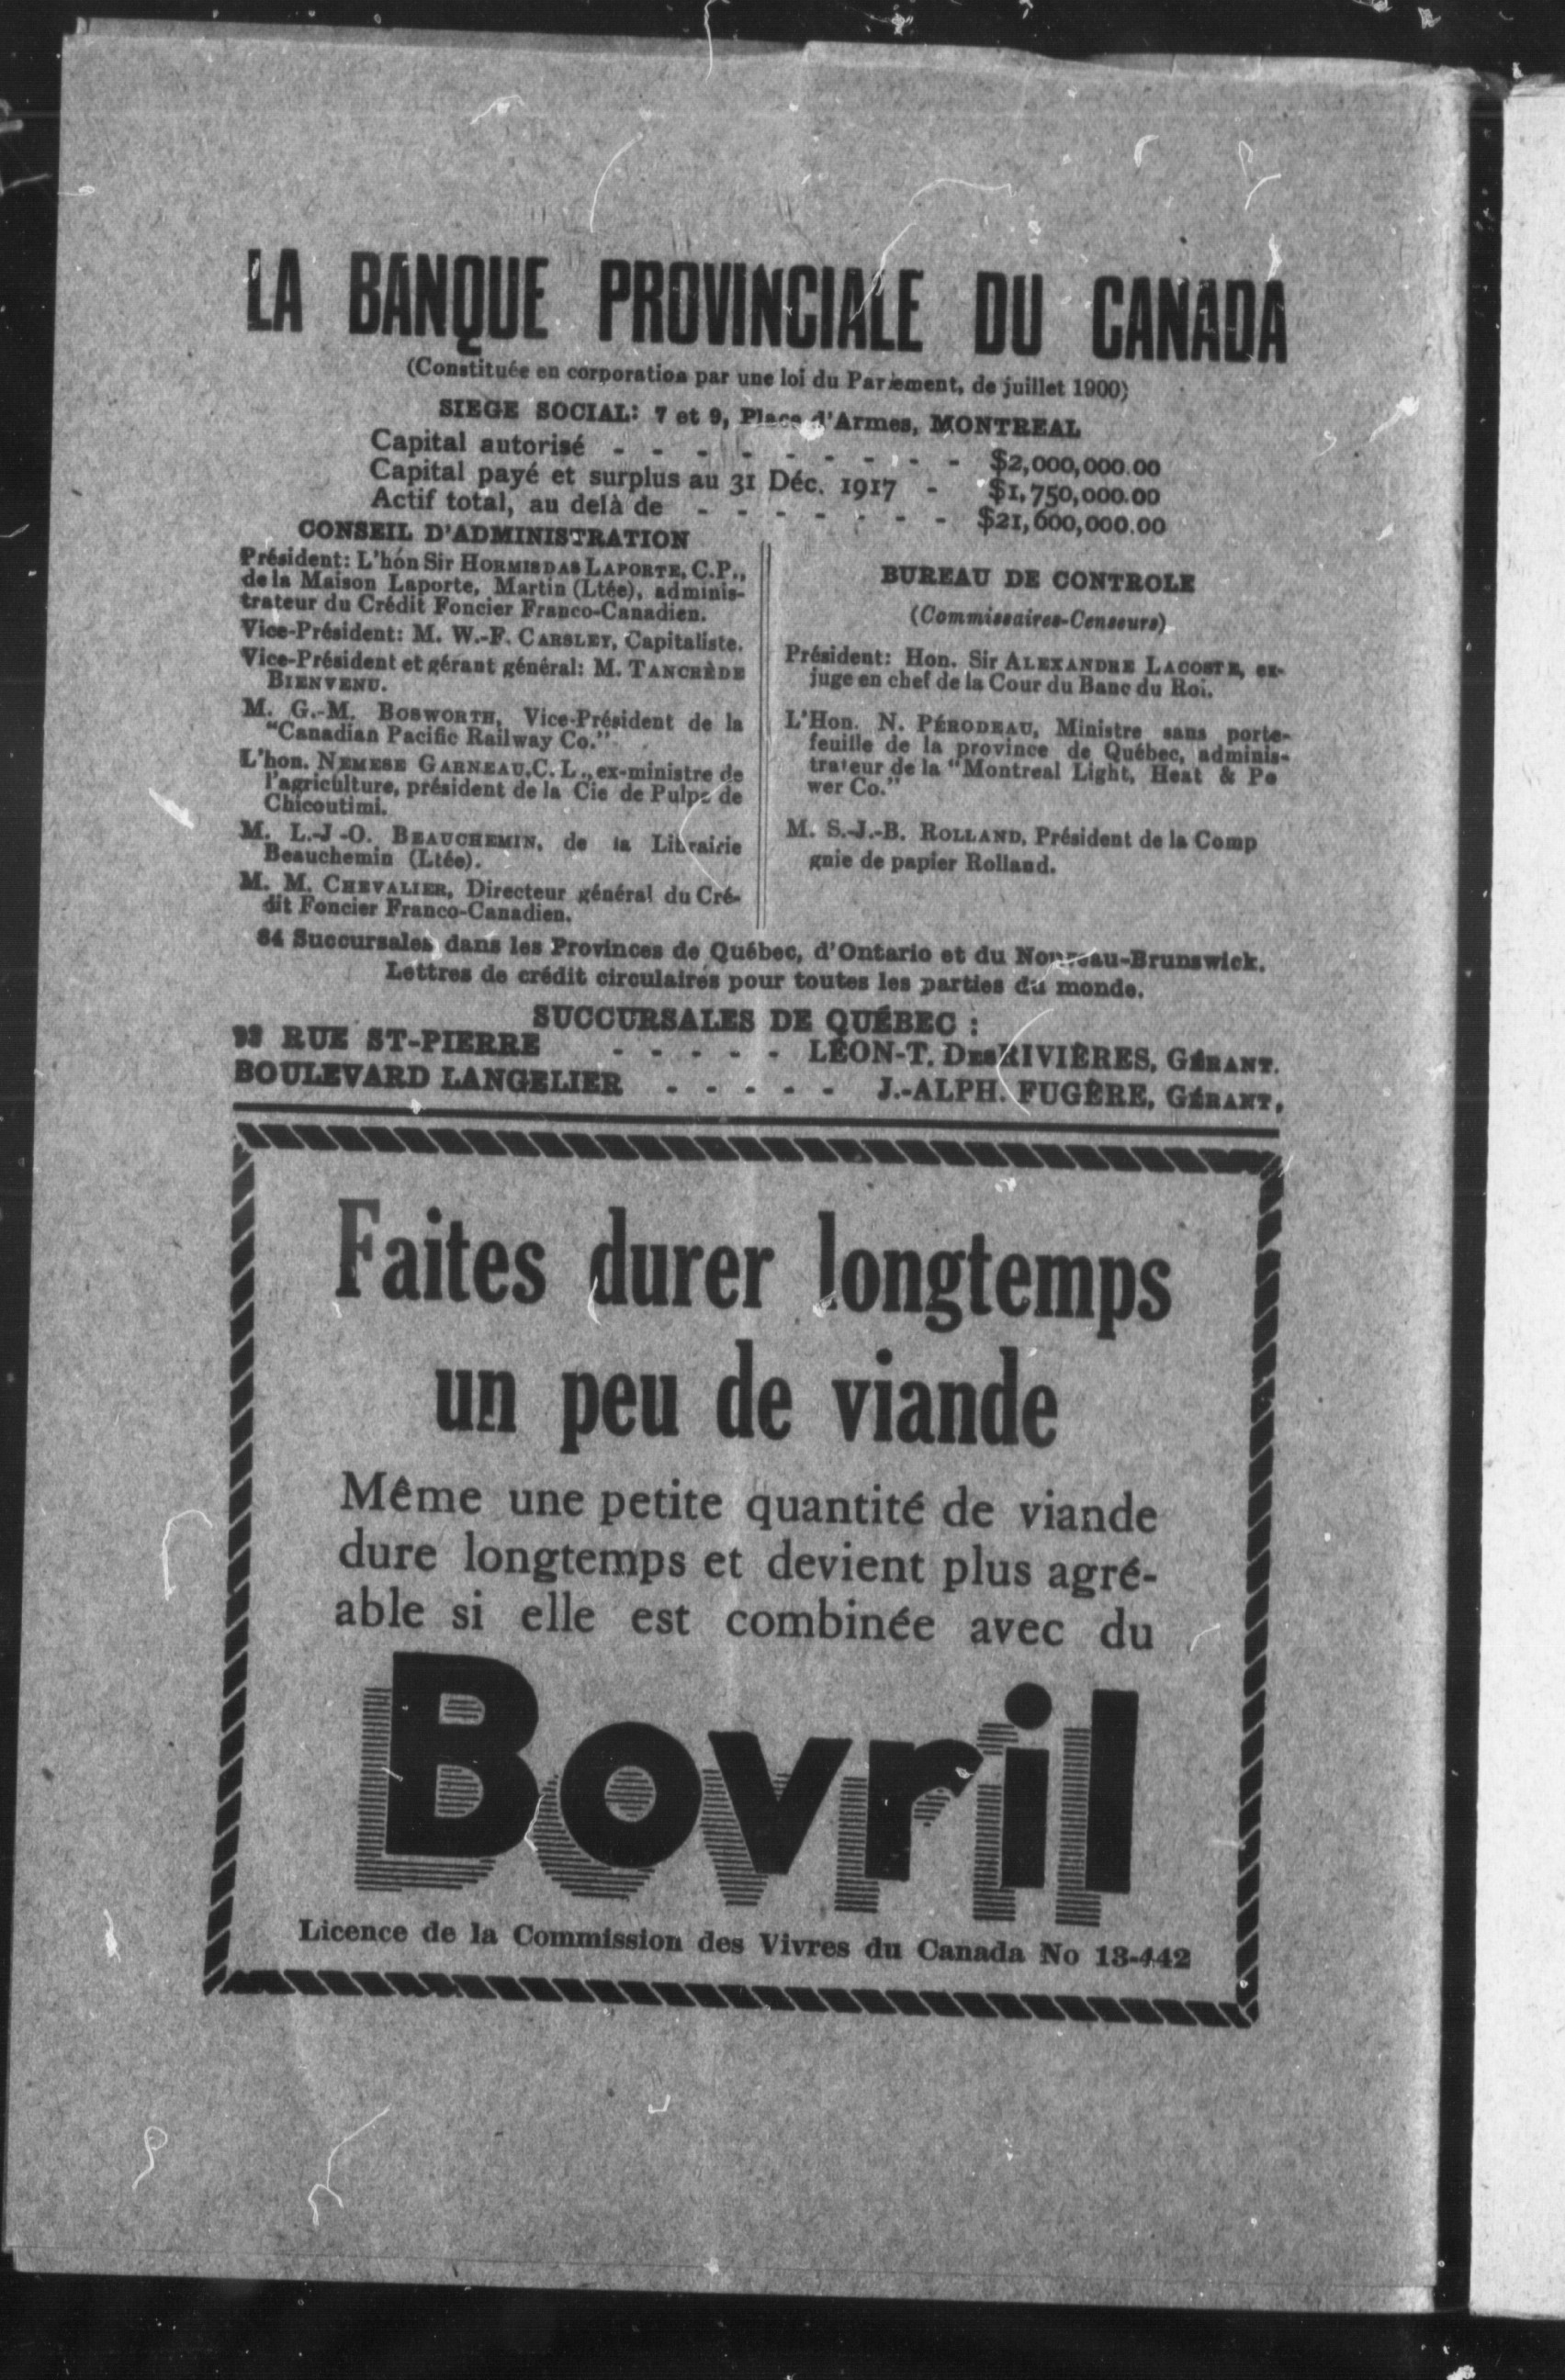 LA BANQUE PROVINCIALE DU CANADA
(Constituée en corporation par une loi du Parlement, de juillet 1900)
SIEGE SOCIAL: 7 et 9, Place d'Armes, MONTREAL
Capital autorisé - - - - - - - - - $2,000,000.00
Capital payé et surplus au 31 Déc. 1917 - $1,750,000.00
Actif total, au delà de - - - - - - - $21,600,000.00
CONSEIL D'ADMINISTRATION
Président: L'hon Sir HORMISDAS LAPORTE, C.P.,
de la Maison Laporte, Martin (Ltée), adminis-
trateur du Crédit Foncier Franco-Canadien.
Vice-Président: M. W.-F. CARSLEY, Capitaliste.
Vice-Président et gérant général: M. TANCRÈDE
BIENVENU.
M. G.-M. BOSWORTH, Vice-Président de la
"Canadian Pacific Railway Co."
L'hon. NEMESE GARNEAU, C. L., ex-ministre de
l'agriculture, président de la Cie de Pulpe de
Chicoutimi.
M. L.-J-O. BEAUCHEMIN, de la Librairie
Beauchemin (Ltée).
M. M. CHEVALIER, Directeur général du Cré-
dit Foncier Franco-Canadien.
BUREAU DE CONTROLE
(Commissaires-Censeurs)
Président: Hon. Sir ALEXANDRE LACOSTE, ex-
juge en chef de la Cour du Banc du Roi.
L'Hon. N. PÉRODEAU, Ministre sans porte-
feuille de la province de Québec, adminis-
trateur de la "Montreal Light, Heat & Po
wer Co."
M. S.-J.-B. ROLLAND, Président de la Comp
gnie de papier Rolland.
84 Succursales dans les Provinces de Québec, d'Ontario et du Nouveau-Brunswick.
Lettres de crédit circulaires pour toutes les parties du monde.
SUCCURSALES DE QUÉBEC :
RUE ST-PIERRE - - - - - LÉON-T. DESRIVIÈRES, GÉRANT.
BOULEVARD LANGELIER - - - - - J.-ALPH. FUGÈRE, GÉRANT.
Faites durer longtemps
un peu de viande
Même une petite quantité de viande
dure longtemps et devient plus agré-
able si elle est combinée avec du
Bovril
Licence de la Commission des Vivres du Canada No 13-442